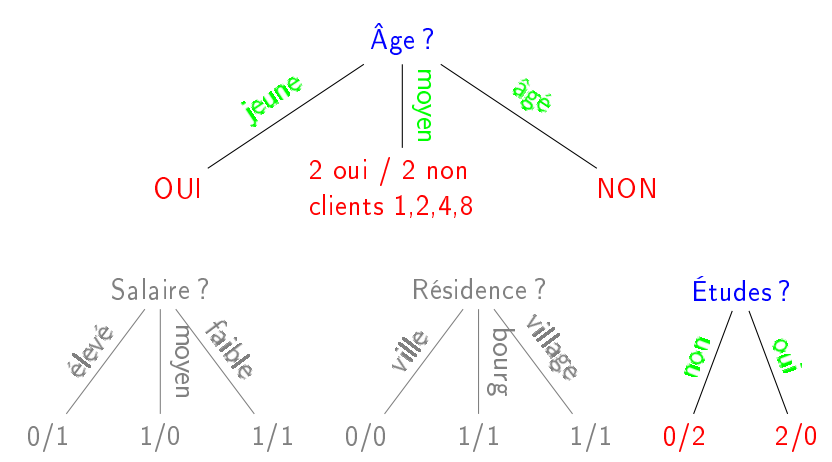 Âge ?
jeune
moyen
âgé
OUI
2 oui / 2 non
clients 1,2,4,8
NON
Salaire ?
Résidence ?
Études ?
élevé
moyen
faible
ville
bourg
village
non
oui
0/1
1/0
1/1
0/0
1/1
1/1
0/2
2/0